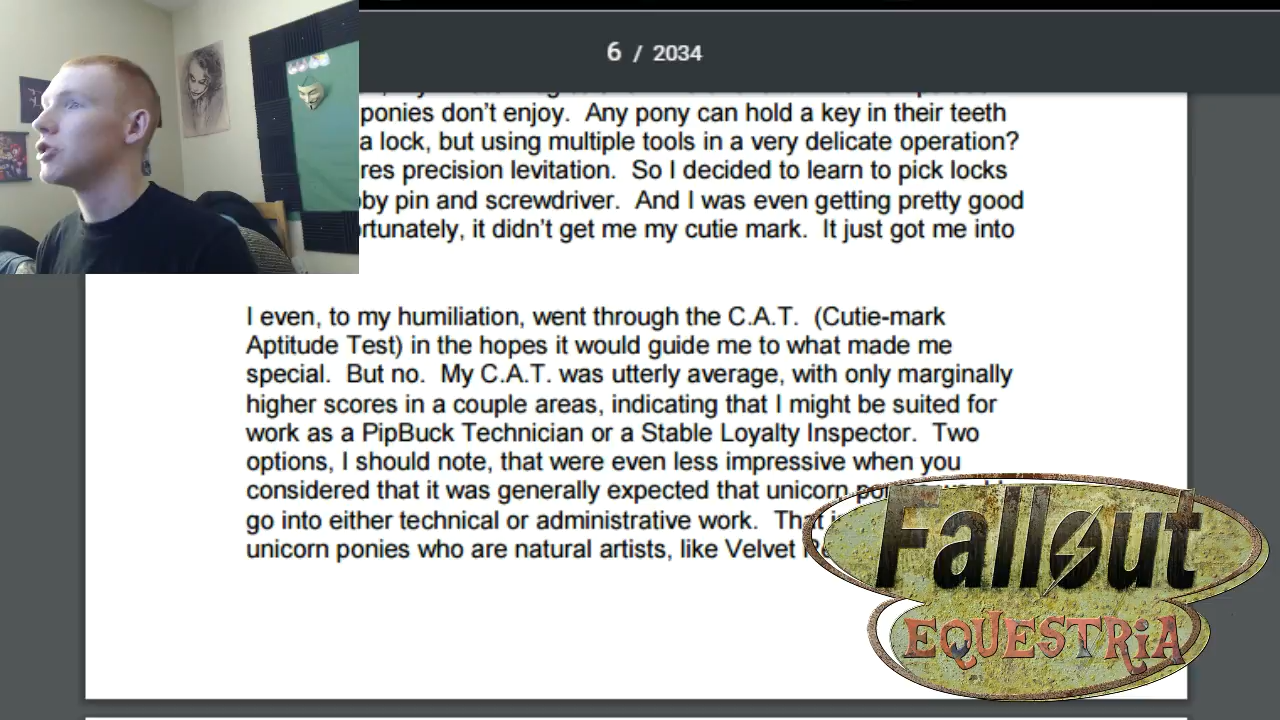 6 / 2034
ponies don’t enjoy.  Any pony can hold a key in their teeth
a lock, but using multiple tools in a very delicate operation?
res precision levitation.  So I decided to learn to pick locks
by pin and screwdriver.  And I was even getting pretty good
rtunately, it didn’t get me my cutie mark.  It just got me into
I even, to my humiliation, went through the C.A.T.  (Cutie-mark
Aptitude Test) in the hopes it would guide me to what made me
special.  But no.  My C.A.T. was utterly average, with only marginally
higher scores in a couple areas, indicating that I might be suited for
work as a PipBuck Technician or a Stable Loyalty Inspector.  Two
options, I should note, that were even less impressive when you
considered that it was generally expected that unicorn
go into either technical or administrative work.  That
unicorn ponies who are natural artists, like Velvet
Fallout
EQUESTRiA